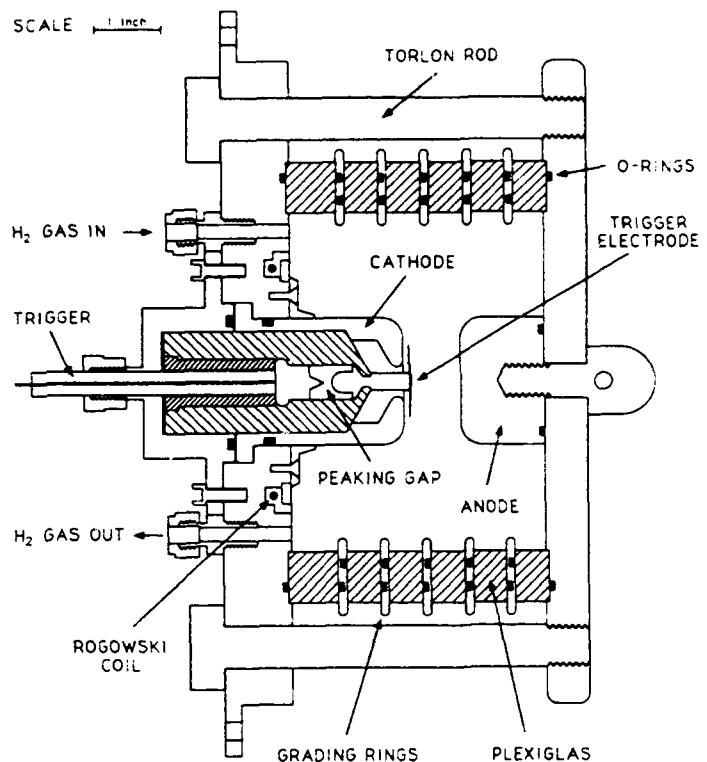 SCALE 1 inch
TORLON ROD
O-RINGS
H₂ GAS IN
TRIGGER
ELECTRODE
CATHODE
TRIGGER
PEAKING GAP
ANODE
H₂ GAS OUT
ROGOWSKI
COIL
GRADING RINGS
PLEXIGLAS